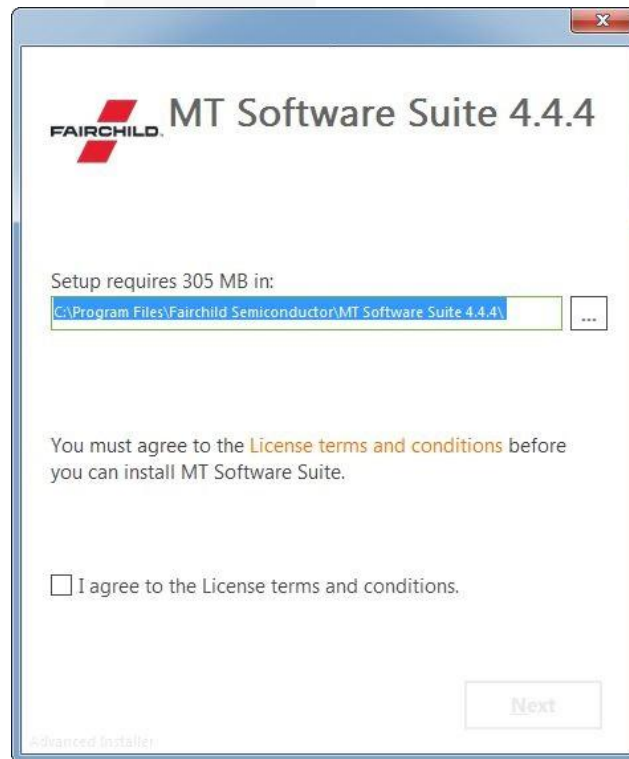 FAIRCHILD.
MT Software Suite 4.4.4
Setup requires 305 MB in:
C:\Program Files\Fairchild Semiconductor\MT Software Suite 4.4.4\
...
You must agree to the License terms and conditions before
you can install MT Software Suite.
I agree to the License terms and conditions.
Next
Advanced Installer